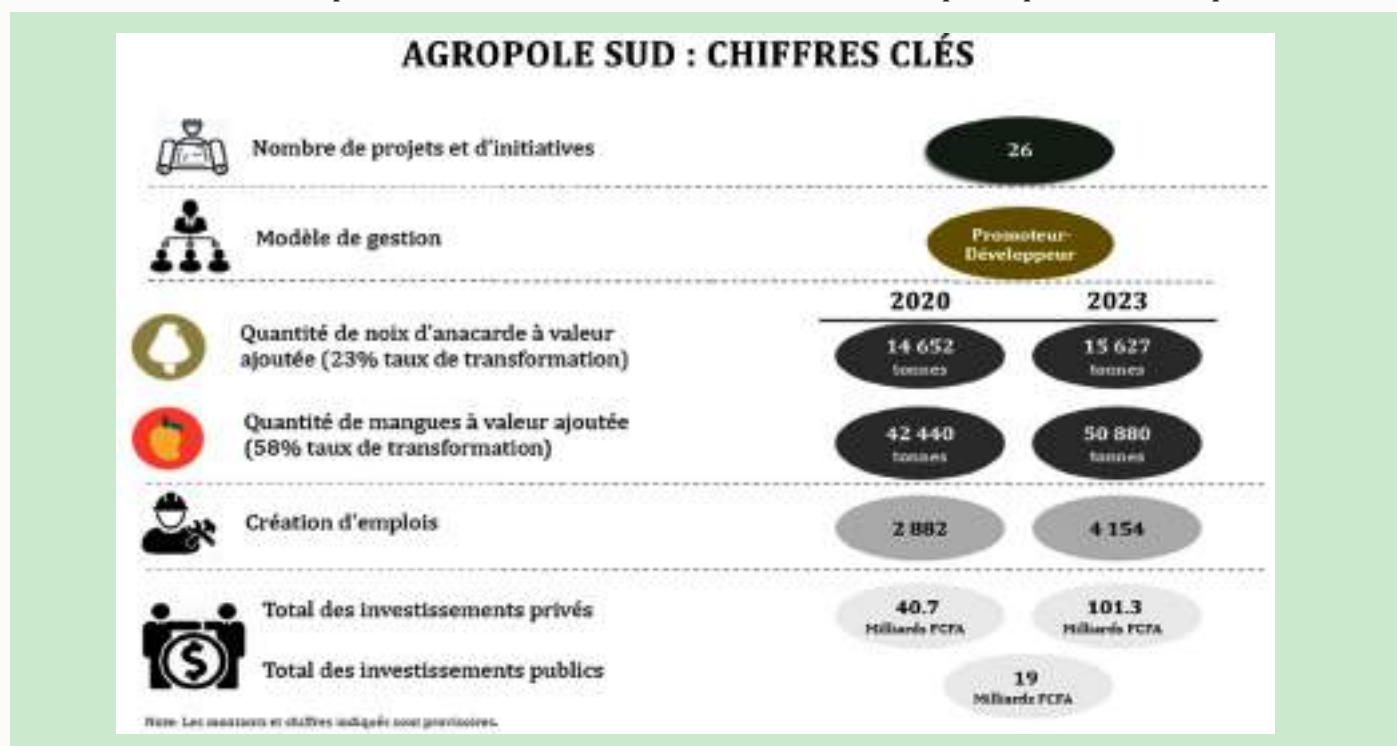 AGROPOLE SUD : CHIFFRES CLÉS
Nombre de projets et d'initiatives
26
Modèle de gestion
Promoteur-
Développeur
2020 2023
Quantité de noix d'anacarde à valeur
ajoutée (23% taux de transformation)
14 652
tonnes
15 627
tonnes
Quantité de mangues à valeur ajoutée
(58% taux de transformation)
42 440
tonnes
50 880
tonnes
Création d'emplois
2 882
4 154
Total des investissements privés
40.7
Milliards FCFA
101.3
Milliards FCFA
Total des investissements publics
19
Milliards FCFA
Note: Les montants et chiffres indiqués sont provisoires.